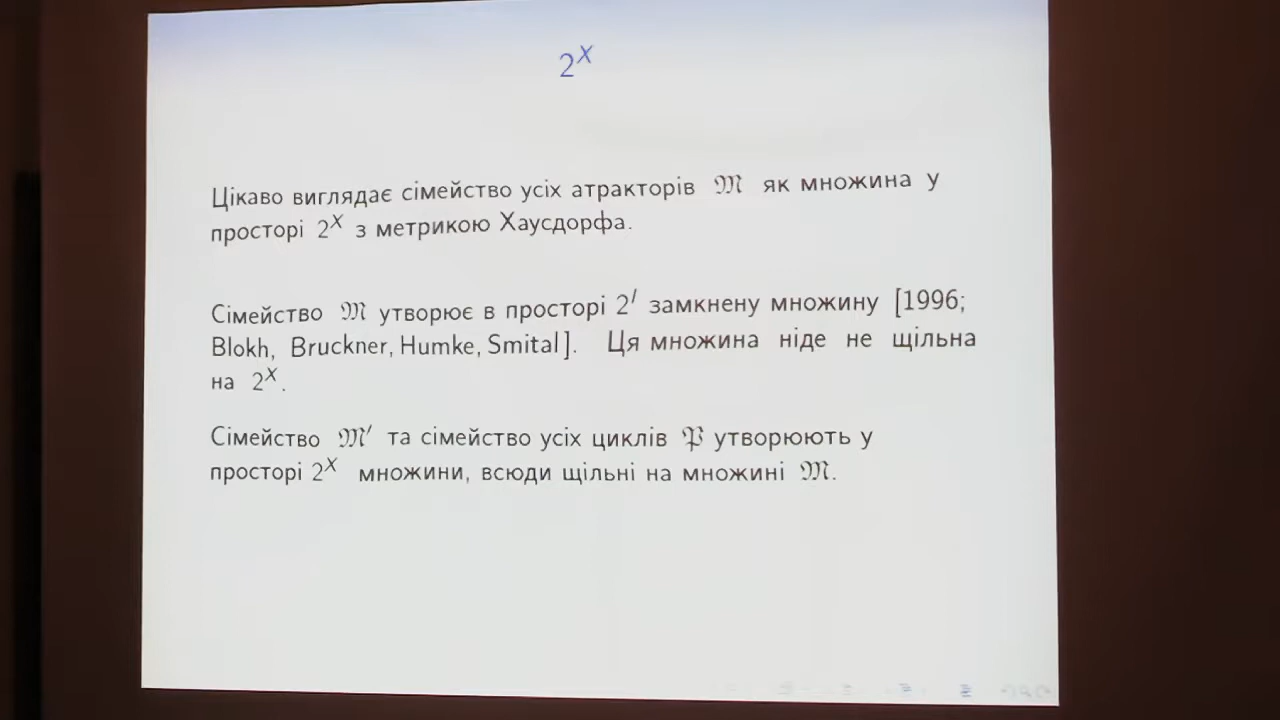 2^X
Цікаво виглядає сімейство усіх атракторів 𝔐 як множина у
просторі 2^X з метрикою Хаусдорфа.
Сімейство 𝔐 утворює в просторі 2^I замкнену множину [1996;
Blokh, Bruckner, Humke, Smital]. Ця множина ніде не щільна
на 2^X.
Сімейство 𝔐′ та сімейство усіх циклів 𝔓 утворюють у
просторі 2^X множини, всюди щільні на множині 𝔐.